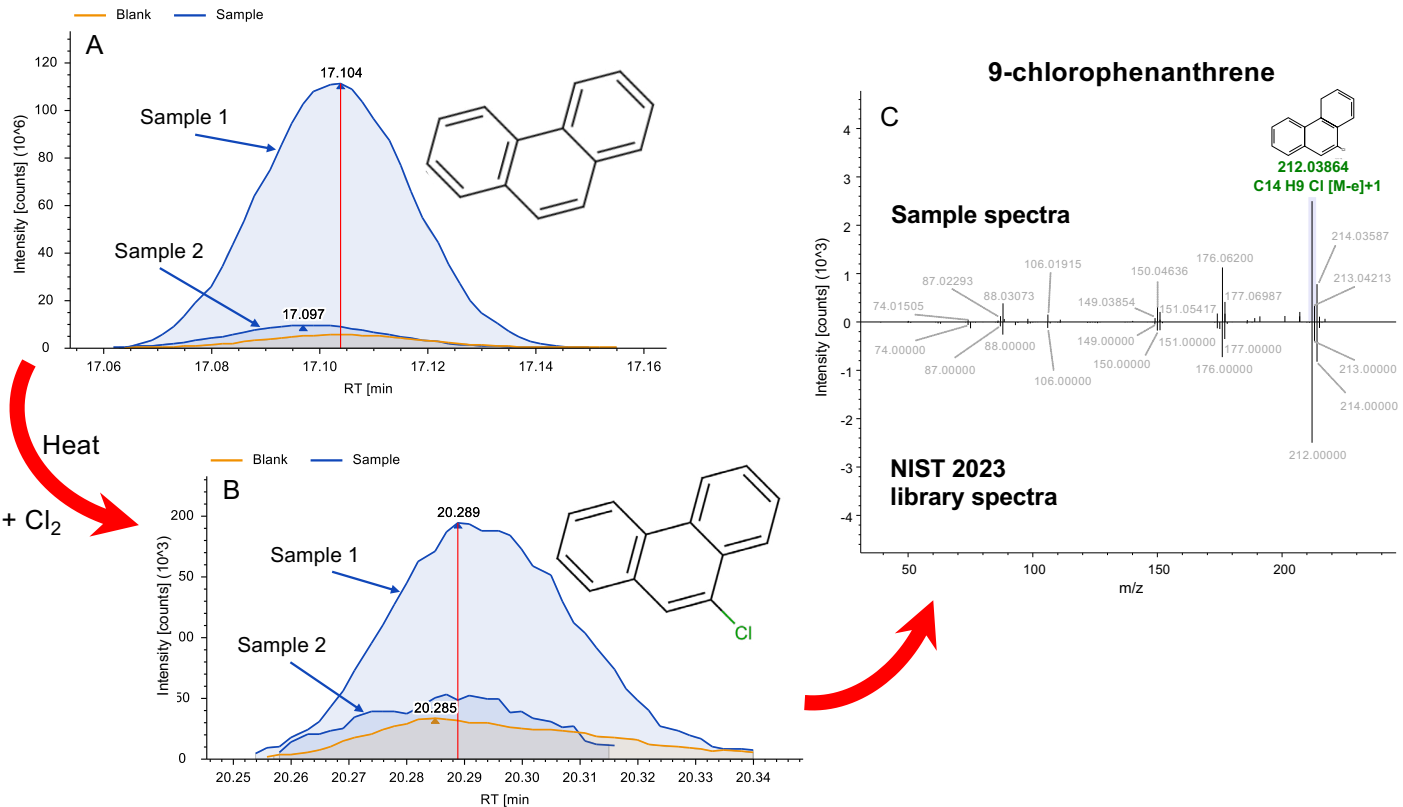 Blank Sample
A
120
100
80
60
40
20
0
Intensity [counts] (10^6)
17.104
17.097
Sample 1
Sample 2
17.06 17.08 17.10 17.12 17.14 17.16
RT [min
Heat
+ Cl2
Blank Sample
B
200
50
00
50
0
Intensity [counts] (10^3)
20.289
20.285
Sample 1
Sample 2
Cl
20.25 20.26 20.27 20.28 20.29 20.30 20.31 20.32 20.33 20.34
RT [min
9-chlorophenanthrene
C
212.03864
C14 H9 Cl [M-e]+1
Sample spectra
4
3
2
1
0
-1
-2
-3
-4
Intensity [counts] (10^3)
74.01505
87.02293
88.03073
106.01915
149.03854
150.04636
151.05417
176.06200
177.06987
214.03587
213.04213
74.00000
87.00000
88.00000
106.00000
149.00000
150.00000
151.00000
176.00000
177.00000
213.00000
214.00000
212.00000
NIST 2023
library spectra
50 100 150 200
m/z